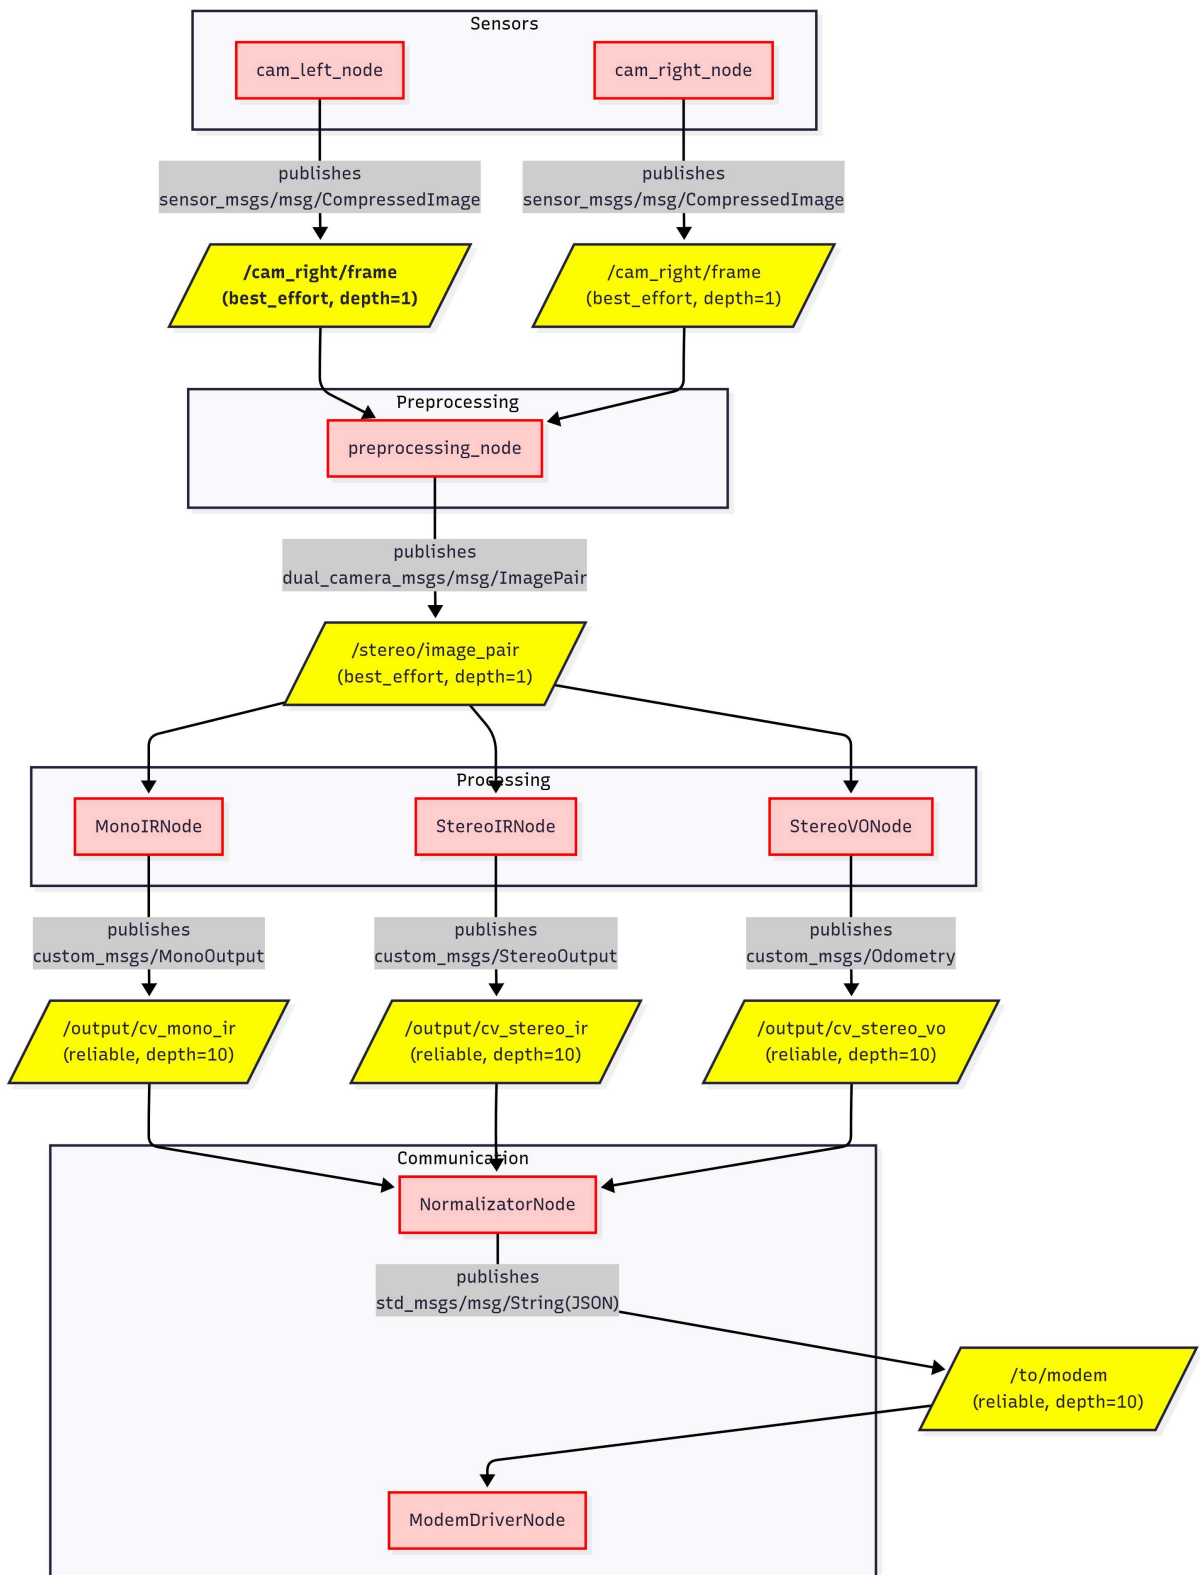 Sensors
cam_left_node
cam_right_node
publishes
sensor_msgs/msg/CompressedImage
publishes
sensor_msgs/msg/CompressedImage
/cam_right/frame
(best_effort, depth=1)
/cam_right/frame
(best_effort, depth=1)
Preprocessing
preprocessing_node
publishes
dual_camera_msgs/msg/ImagePair
/stereo/image_pair
(best_effort, depth=1)
Processing
MonoIRNode
StereoIRNode
StereoVONode
publishes
custom_msgs/MonoOutput
publishes
custom_msgs/StereoOutput
publishes
custom_msgs/Odometry
/output/cv_mono_ir
(reliable, depth=10)
/output/cv_stereo_ir
(reliable, depth=10)
/output/cv_stereo_vo
(reliable, depth=10)
Communication
NormalizatorNode
publishes
std_msgs/msg/String(JSON)
/to/modem
(reliable, depth=10)
ModemDriverNode